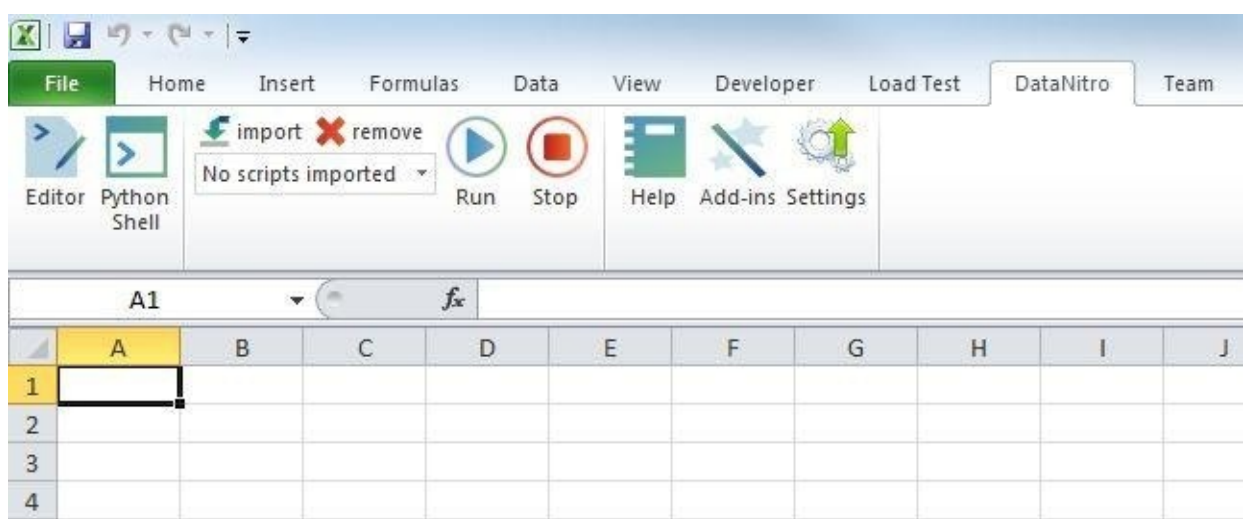 File Home Insert Formulas Data View Developer Load Test DataNitro Team
import remove
No scripts imported
Editor Python Shell Run Stop Help Add-ins Settings
A1 fx
A B C D E F G H I J
1
2
3
4